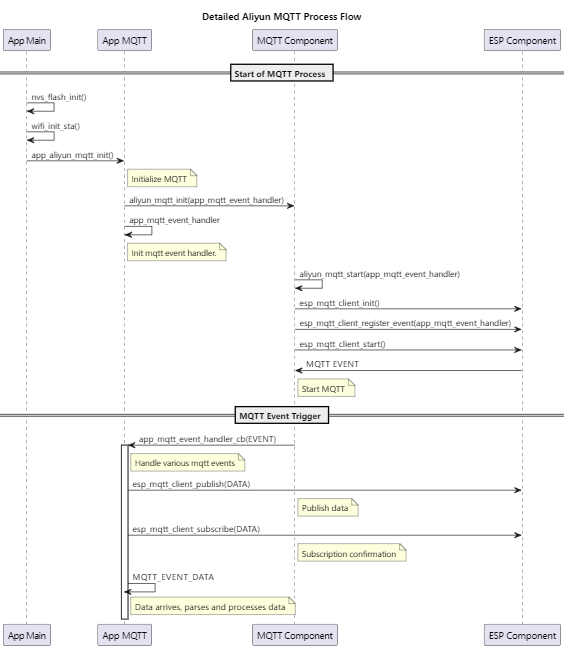 Detailed Aliyun MQTT Process Flow
App Main
App MQTT
MQTT Component
ESP Component
Start of MQTT Process
nvs_flash_init()
wifi_init_sta()
app_aliyun_mqtt_init()
Initialize MQTT
aliyun_mqtt_init(app_mqtt_event_handler)
app_mqtt_event_handler
Init mqtt event handler.
aliyun_mqtt_start(app_mqtt_event_handler)
esp_mqtt_client_init()
esp_mqtt_client_register_event(app_mqtt_event_handler)
esp_mqtt_client_start()
MQTT EVENT
Start MQTT
MQTT Event Trigger
app_mqtt_event_handler_cb(EVENT)
Handle various mqtt events
esp_mqtt_client_publish(DATA)
Publish data
esp_mqtt_client_subscribe(DATA)
Subscription confirmation
MQTT_EVENT_DATA
Data arrives, parses and processes data
App Main
App MQTT
MQTT Component
ESP Component